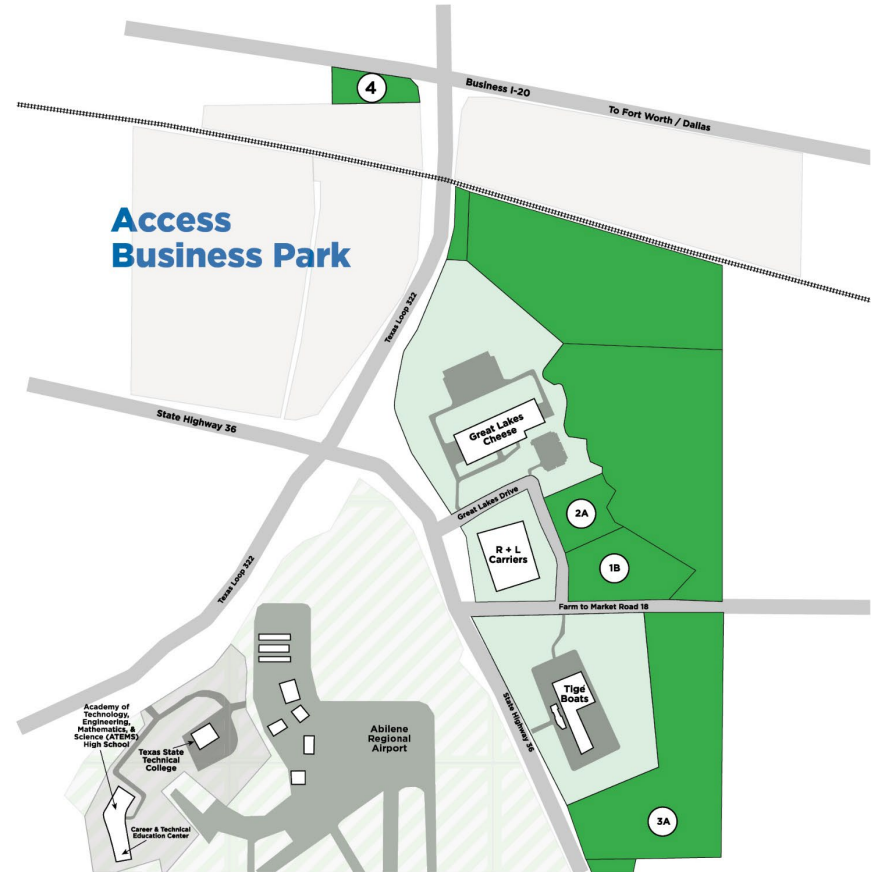 4
Business I-20
To Fort Worth / Dallas
Access
Business Park
Texas Loop 322
State Highway 36
Great Lakes
Cheese
Great Lakes Drive
2A
R + L
Carriers
1B
Farm to Market Road 18
Texas Loop 322
Tigé
Boats
State Highway 36
Abilene
Regional
Airport
Academy of
Technology,
Engineering,
Mathematics, &
Science (ATEMS)
High School
Texas State
Technical
College
Career & Technical
Education Center
3A